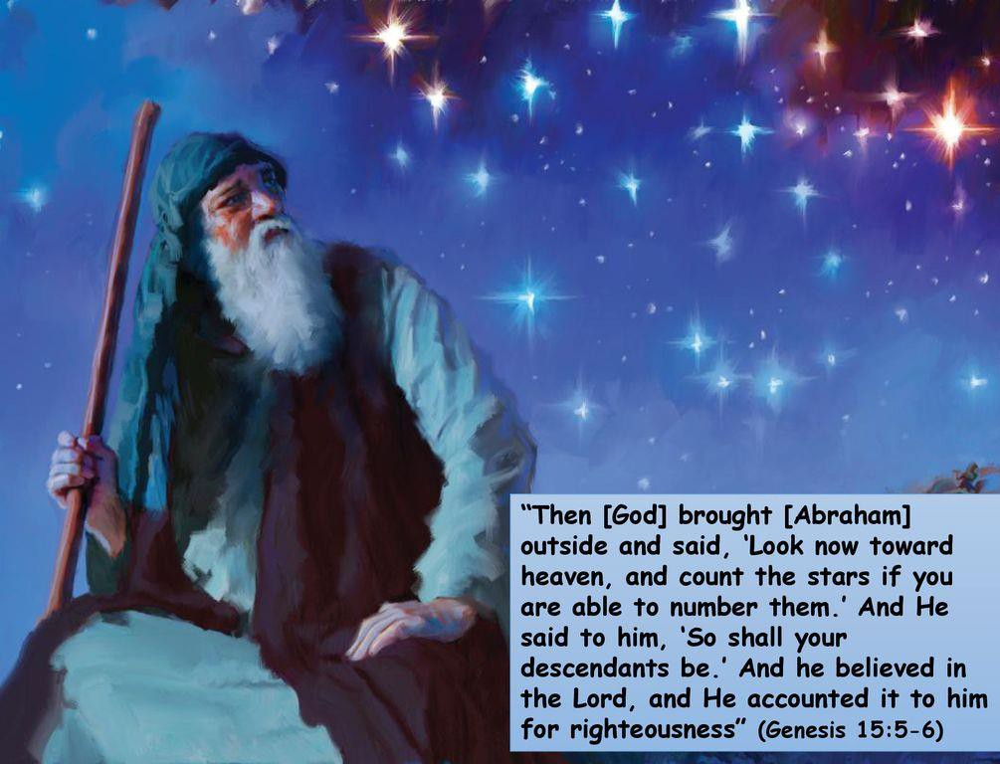 “Then [God] brought [Abraham]
outside and said, ‘Look now toward
heaven, and count the stars if you
are able to number them.’ And He
said to him, ‘So shall your
descendants be.’ And he believed in
the Lord, and He accounted it to him
for righteousness” (Genesis 15:5-6)